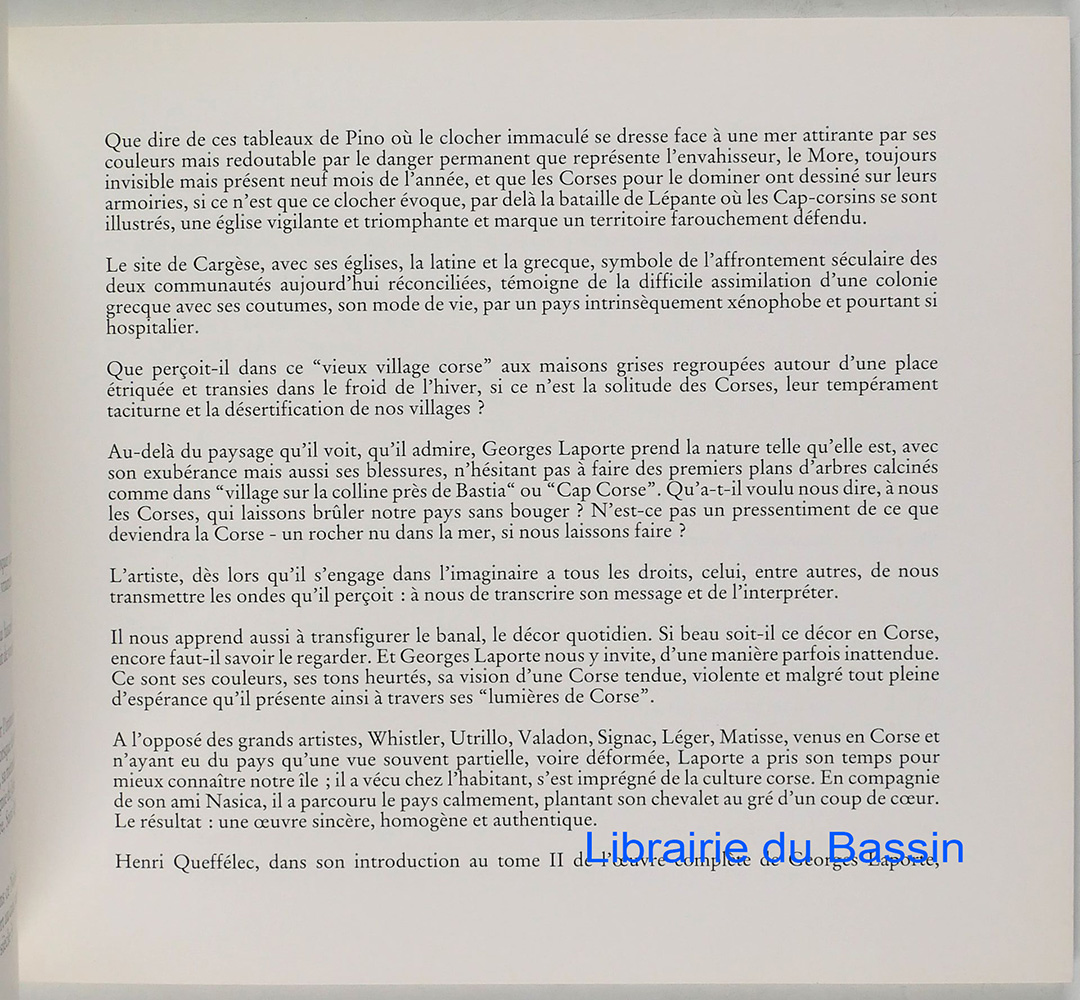 Que dire de ces tableaux de Pino où le clocher immaculé se dresse face à une mer attirante par ses
couleurs mais redoutable par le danger permanent que représente l'envahisseur, le More, toujours
invisible mais présent neuf mois de l'année, et que les Corses pour le dominer ont dessiné sur leurs
armoiries, si ce n'est que ce clocher évoque, par delà la bataille de Lépante où les Cap-corsins se sont
illustrés, une église vigilante et triomphante et marque un territoire farouchement défendu.
Le site de Cargèse, avec ses églises, la latine et la grecque, symbole de l'affrontement séculaire des
deux communautés aujourd'hui réconciliées, témoigne de la difficile assimilation d'une colonie
grecque avec ses coutumes, son mode de vie, par un pays intrinsèquement xénophobe et pourtant si
hospitalier.
Que perçoit-il dans ce “vieux village corse” aux maisons grises regroupées autour d'une place
étriquée et transies dans le froid de l'hiver, si ce n'est la solitude des Corses, leur tempérament
taciturne et la désertification de nos villages ?
Au-delà du paysage qu'il voit, qu'il admire, Georges Laporte prend la nature telle qu'elle est, avec
son exubérance mais aussi ses blessures, n'hésitant pas à faire des premiers plans d'arbres calcinés
comme dans “village sur la colline près de Bastia“ ou “Cap Corse”. Qu'a-t-il voulu nous dire, à nous
les Corses, qui laissons brûler notre pays sans bouger ? N'est-ce pas un pressentiment de ce que
deviendra la Corse - un rocher nu dans la mer, si nous laissons faire ?
L'artiste, dès lors qu'il s'engage dans l'imaginaire a tous les droits, celui, entre autres, de nous
transmettre les ondes qu'il perçoit : à nous de transcrire son message et de l'interpréter.
Il nous apprend aussi à transfigurer le banal, le décor quotidien. Si beau soit-il ce décor en Corse,
encore faut-il savoir le regarder. Et Georges Laporte nous y invite, d'une manière parfois inattendue.
Ce sont ses couleurs, ses tons heurtés, sa vision d'une Corse tendue, violente et malgré tout pleine
d'espérance qu'il présente ainsi à travers ses “lumières de Corse”.
A l'opposé des grands artistes, Whistler, Utrillo, Valadon, Signac, Léger, Matisse, venus en Corse et
n'ayant eu du pays qu'une vue souvent partielle, voire déformée, Laporte a pris son temps pour
mieux connaître notre île ; il a vécu chez l'habitant, s'est imprégné de la culture corse. En compagnie
de son ami Nasica, il a parcouru le pays calmement, plantant son chevalet au gré d'un coup de cœur.
Le résultat : une œuvre sincère, homogène et authentique.
Henri Queffélec, dans son introduction au tome II de l'œuvre complète de Georges Laporte,
Librairie du Bassin